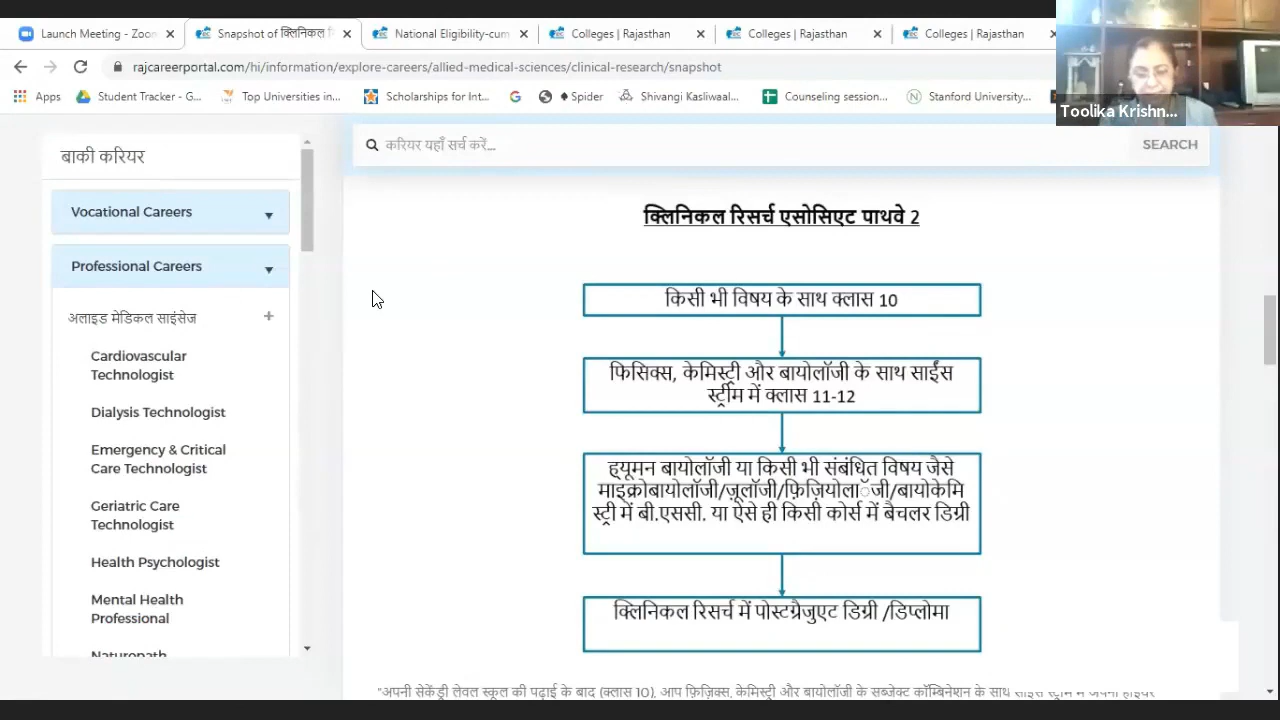 Launch Meeting - Zoo
Snapshot of क्लिनिकल
National Eligibility-cum
Colleges | Rajasthan
Colleges | Rajasthan
Colleges | Rajasthan
rajcareerportal.com/hi/information/explore-careers/allied-medical-sciences/clinical-research/snapshot
Apps
Student Tracker - G...
Top Universities in...
Scholarships for Int...
Spider
Shivangi Kasliwaal...
Counseling session...
Stanford University...
Toolika Krishn...
बाकी करियर
Vocational Careers
Professional Careers
अलाइड मेडिकल साइंसेज +
Cardiovascular
Technologist
Dialysis Technologist
Emergency & Critical
Care Technologist
Geriatric Care
Technologist
Health Psychologist
Mental Health
Professional
Naturopath
करियर यहाँ सर्च करें...
SEARCH
क्लिनिकल रिसर्च एसोसिएट पाथवे 2
किसी भी विषय के साथ क्लास 10
फिसिक्स, केमिस्ट्री और बायोलॉजी के साथ साईंस
स्ट्रीम में क्लास 11-12
ह्यूमन बायोलॉजी या किसी भी संबंधित विषय जैसे
माइक्रोबायोलॉजी/ज़ूलॉजी/फ़िज़ियोलाॅजी/बायोकेमि
स्ट्री में बी.एससी. या ऐसे ही किसी कोर्स में बैचलर डिग्री
क्लिनिकल रिसर्च में पोस्टग्रैजुएट डिग्री /डिप्लोमा
"अपनी सेकेंड्री लेवल स्कूल की पढ़ाई के बाद (क्लास 10), आप फ़िज़िक्स, केमिस्ट्री और बायोलॉजी के सब्जेक्ट कॉम्बिनेशन के साथ साइंस स्ट्रीम में अपनी हाइयर